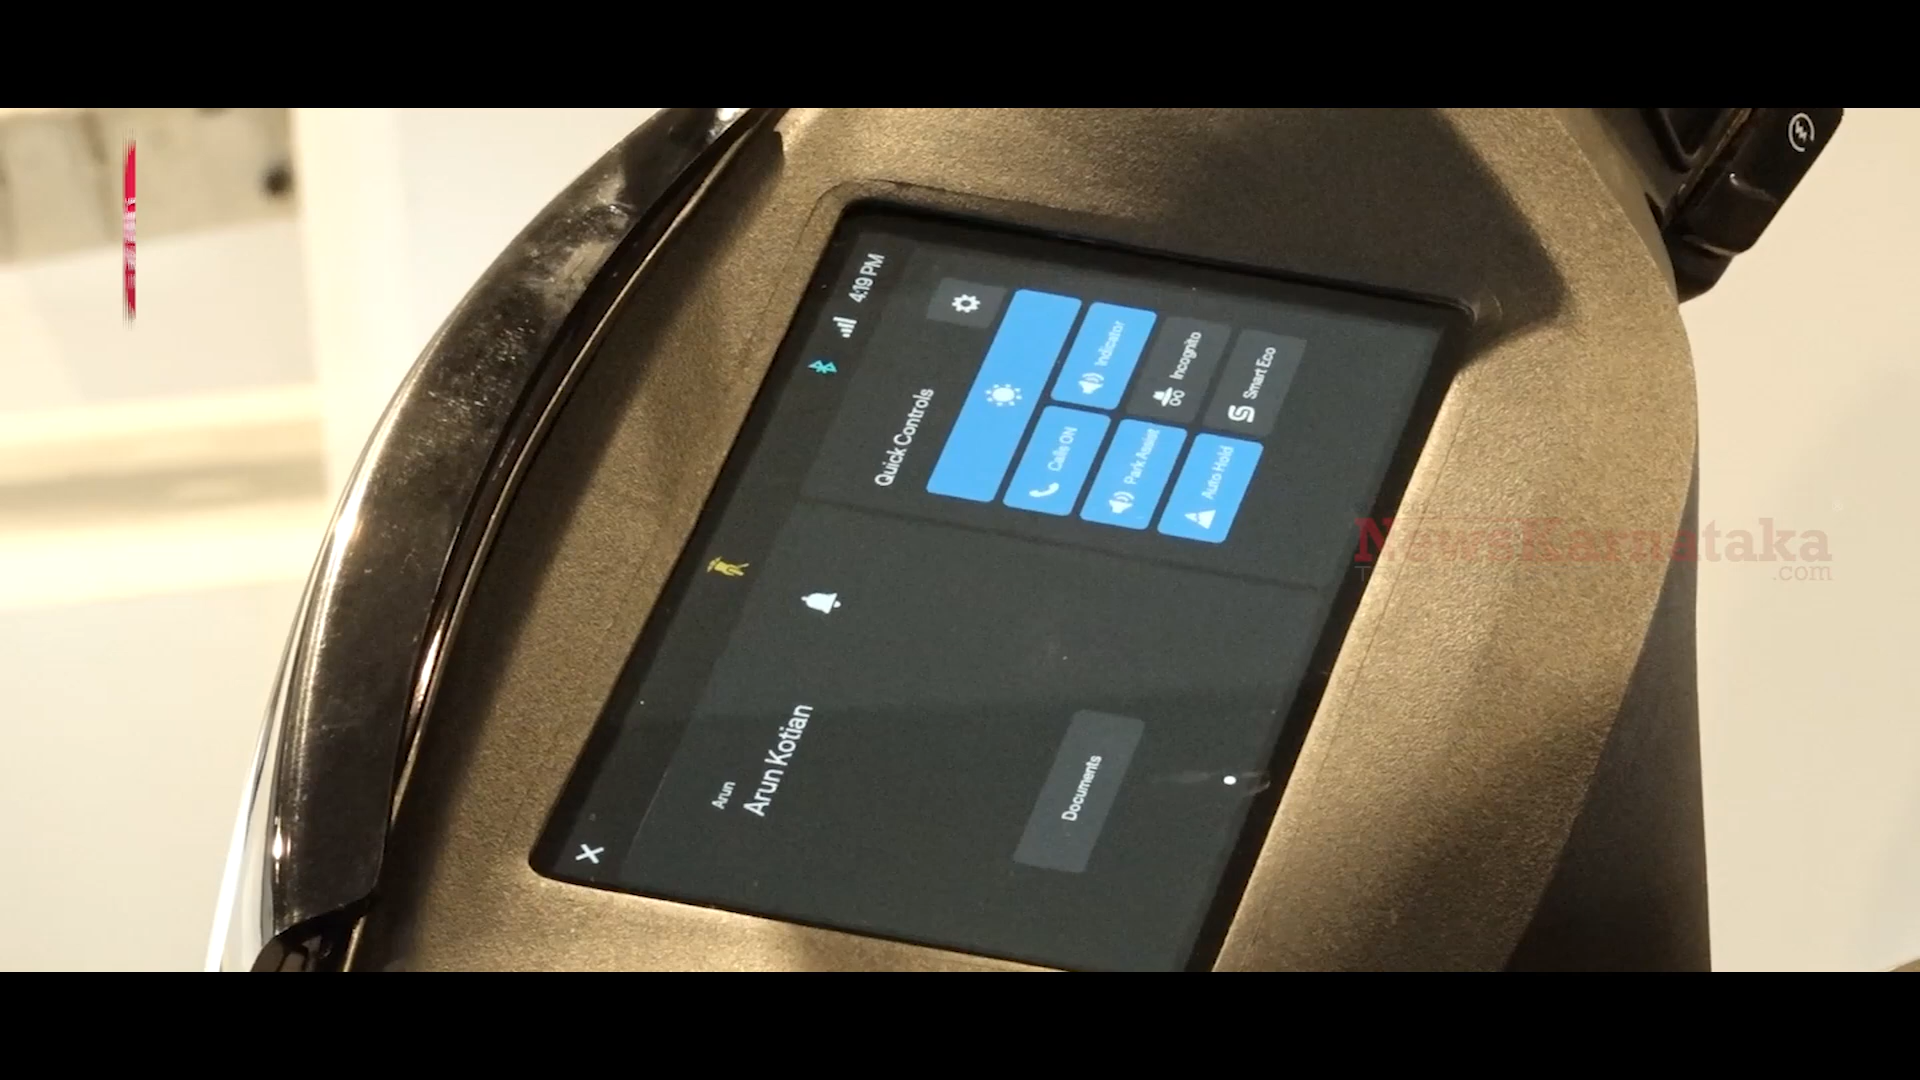 4:19 PM
Arun
Arun Kotian
Documents
Quick Controls
Calls ON
Indicator
Park Assist
Incognito
Auto Hold
Smart Eco
NewsKarnataka
.com